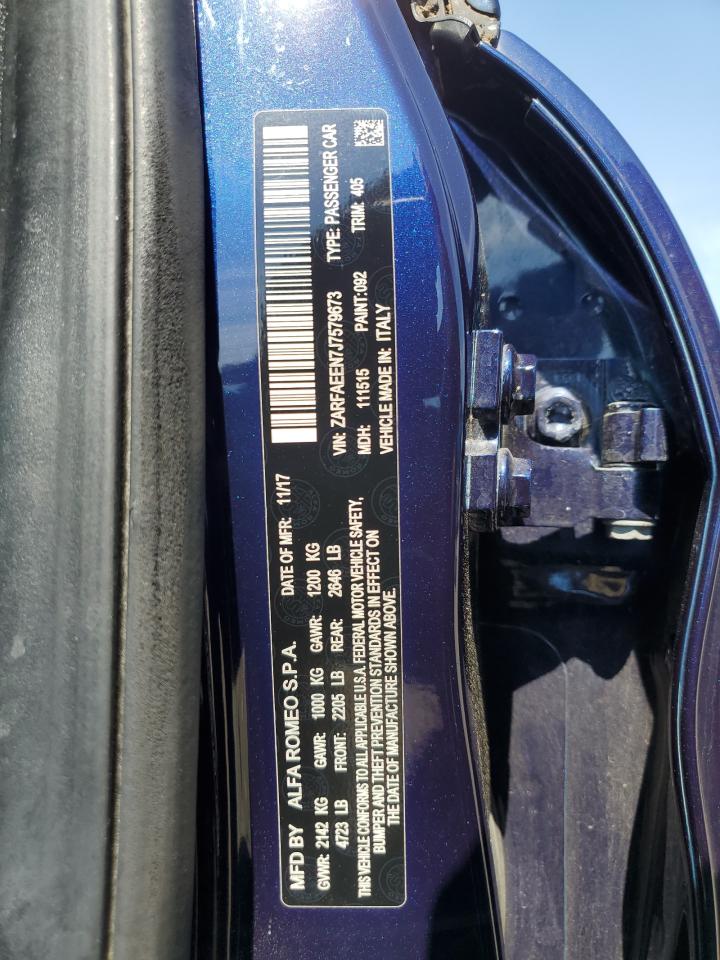 MFD BY ALFA ROMEO S.P.A. DATE OF MFR: 11/17
GVWR: 2142 KG GAWR: 1000 KG GAWR: 1200 KG
4723 LB FRONT: 2205 LB REAR: 2646 LB
THIS VEHICLE CONFORMS TO ALL APPLICABLE U.S.A. FEDERAL MOTOR VEHICLE SAFETY,
BUMPER AND THEFT PREVENTION STANDARDS IN EFFECT ON
THE DATE OF MANUFACTURE SHOWN ABOVE.
VIN: ZARFAEEN7J7579673 TYPE: PASSENGER CAR
MDH: 111515 PAINT:092 TRIM: 405
VEHICLE MADE IN: ITALY